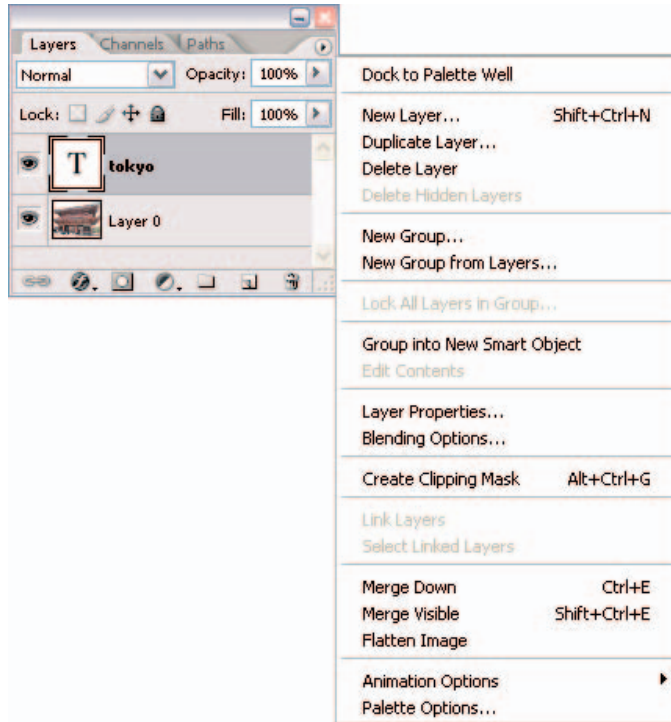 Layers Channels Paths
Normal Opacity: 100%
Lock: Fill: 100%
T tokyo
Layer 0
Dock to Palette Well
New Layer... Shift+Ctrl+N
Duplicate Layer...
Delete Layer
Delete Hidden Layers
New Group...
New Group from Layers...
Lock All Layers in Group...
Group into New Smart Object
Edit Contents
Layer Properties...
Blending Options...
Create Clipping Mask Alt+Ctrl+G
Link Layers
Select Linked Layers
Merge Down Ctrl+E
Merge Visible Shift+Ctrl+E
Flatten Image
Animation Options
Palette Options...